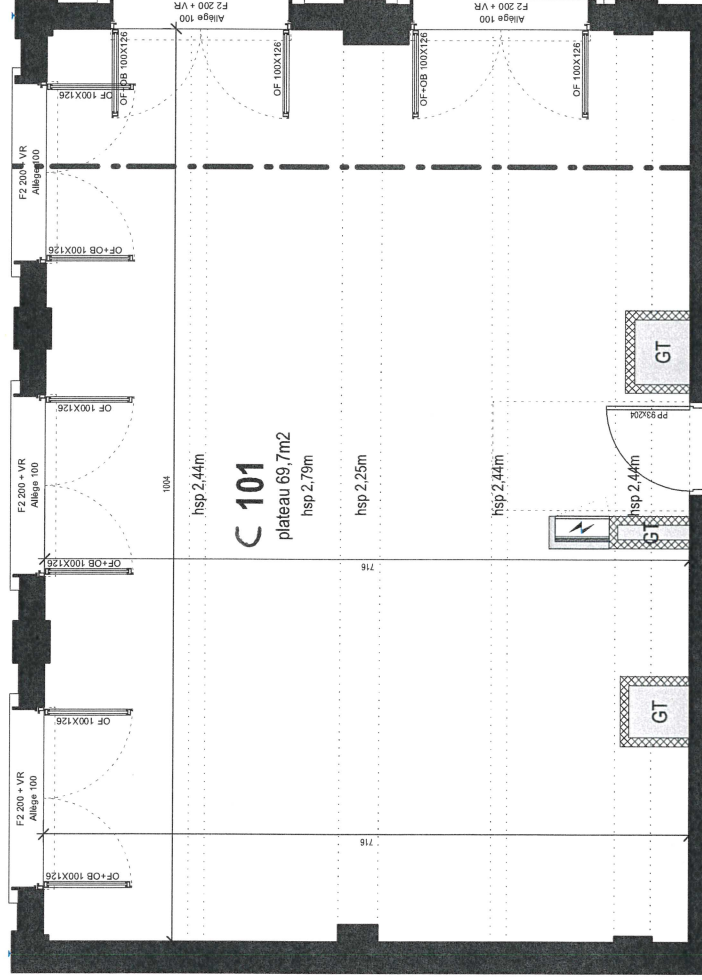 F2 200 + VR
Allège 100
F2 200 + VR
Allège 100
OF+OB 100X126
OF 100X126
OF+OB 100X126
OF 100X126
F2 200 + VR
Allège 100
OF 100X126
OF+OB 100X126
F2 200 + VR
Allège 100
OF 100X126
OF+OB 100X126
F2 200 + VR
Allège 100
OF 100X126
OF+OB 100X126
1004
716
716
hsp 2,44m
C 101
plateau 69,7m2
hsp 2,79m
hsp 2,25m
hsp 2,44m
hsp 2,44m
GT
PP 93x204
GT
GT